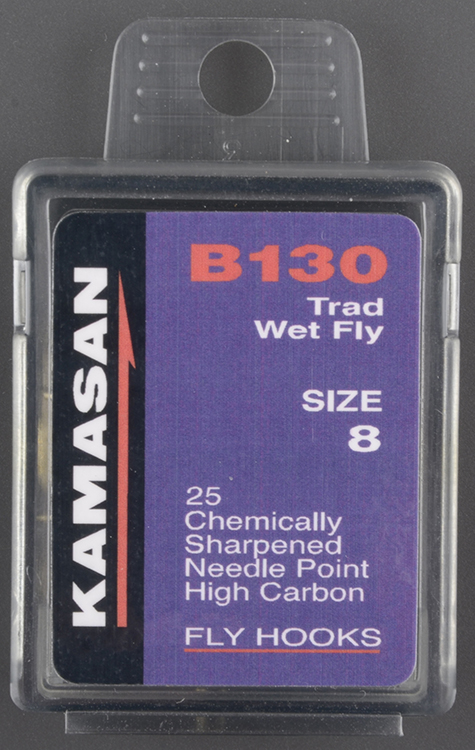 KAMASAN
B130
Trad
Wet Fly
SIZE
8
25
Chemically
Sharpened
Needle Point
High Carbon
FLY HOOKS